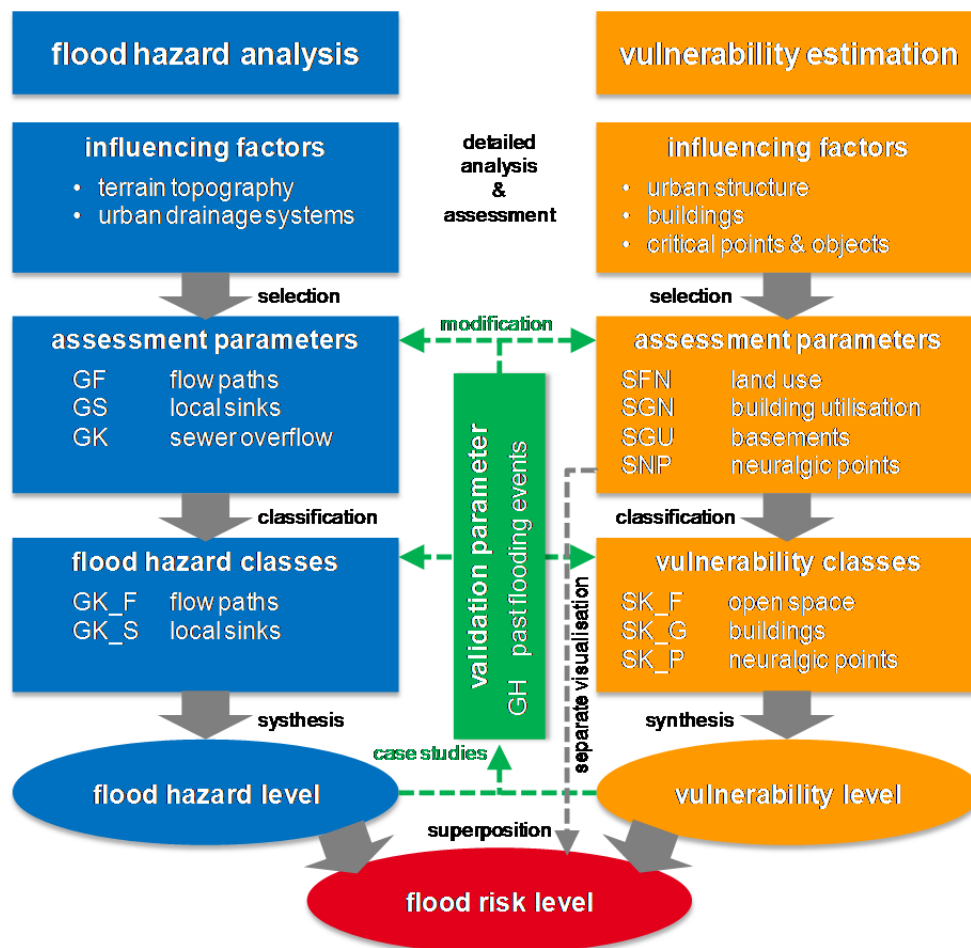 flood hazard analysis
vulnerability estimation
influencing factors
• terrain topography
• urban drainage systems
detailed
analysis
&
assessment
influencing factors
• urban structure
• buildings
• critical points & objects
selection
selection
assessment parameters
GF flow paths
GS local sinks
GK sewer overflow
modification
assessment parameters
SFN land use
SGN building utilisation
SGU basements
SNP neuralgic points
validation parameter
GH past flooding events
separate visualisation
classification
classification
flood hazard classes
GK_F flow paths
GK_S local sinks
vulnerability classes
SK_F open space
SK_G buildings
SK_P neuralgic points
systhesis
case studies
synthesis
flood hazard level
vulnerability level
superposition
flood risk level